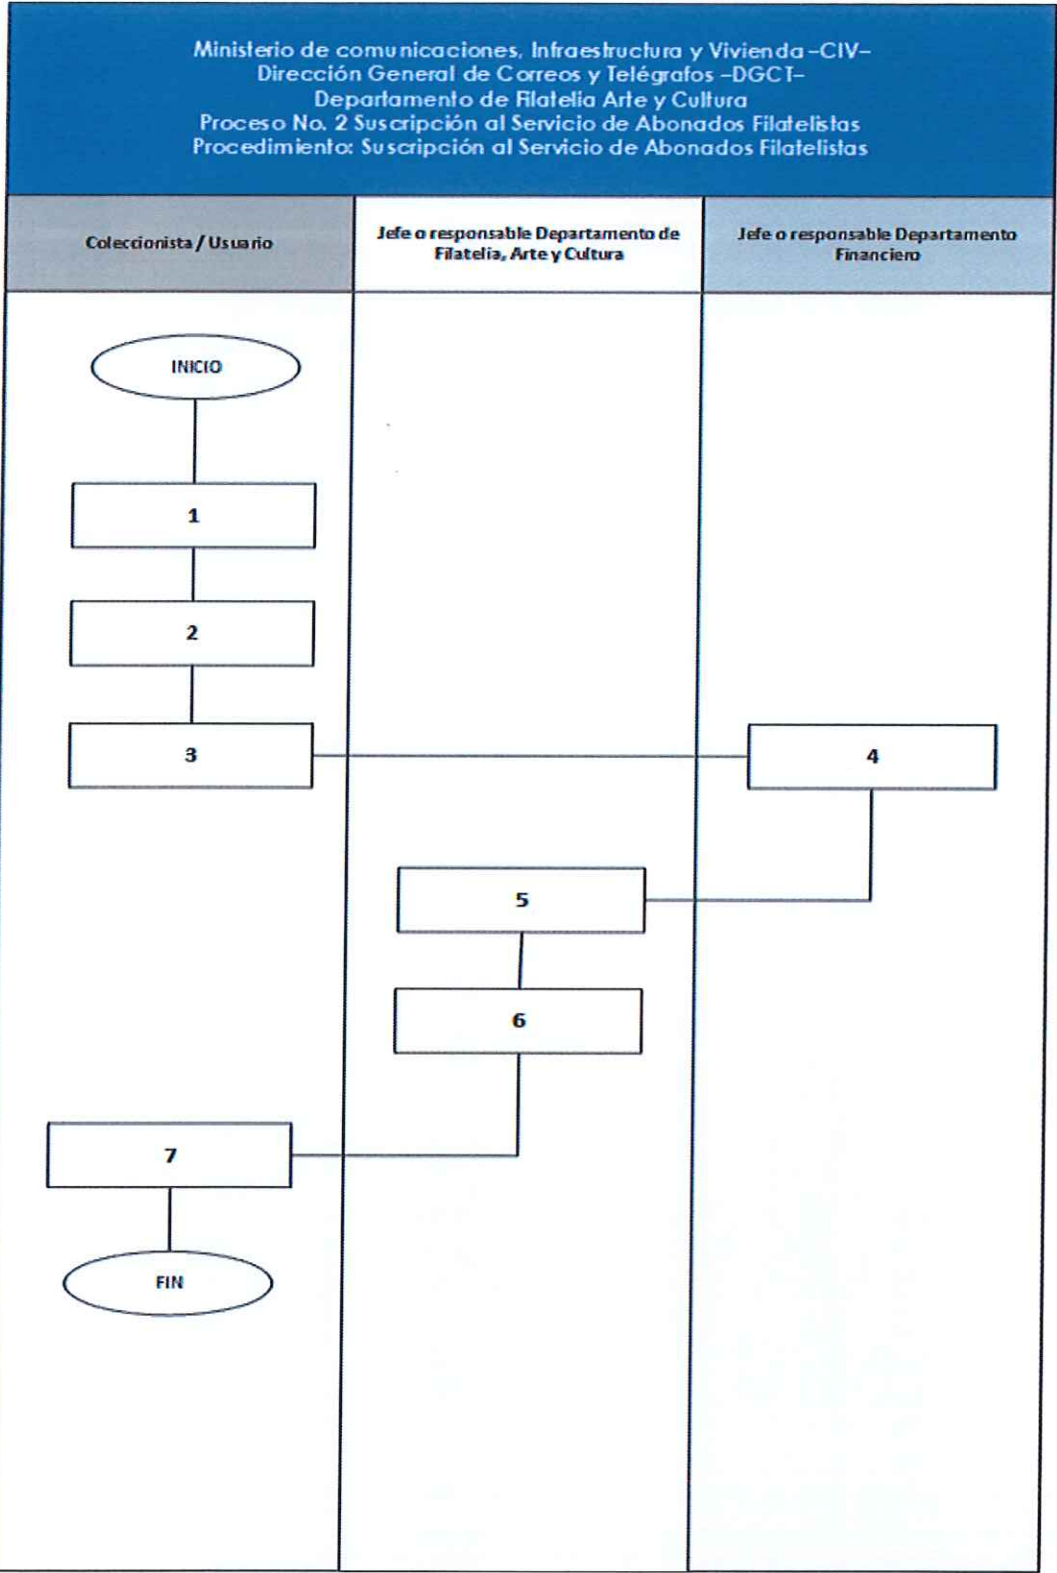 Ministerio de comunicaciones, Infraestructura y Vivienda –CIV–
Dirección General de Correos y Telégrafos –DGCT–
Departamento de Filatelia Arte y Cultura
Proceso No. 2 Suscripción al Servicio de Abonados Filatelistas
Procedimiento: Suscripción al Servicio de Abonados Filatelistas
Coleccionista / Usuario
Jefe o responsable Departamento de
Filatelia, Arte y Cultura
Jefe o responsable Departamento
Financiero
INICIO
1
2
3
4
5
6
7
FIN